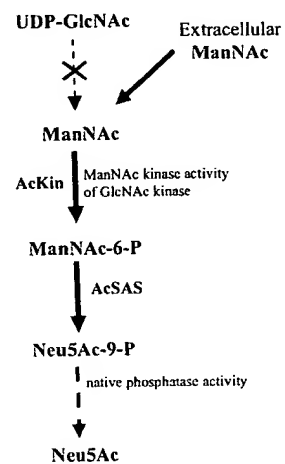 UDP-GlcNAc
Extracellular
ManNAc
ManNAc
AcKin
ManNAc kinase activity
of GlcNAc kinase
ManNAc-6-P
AcSAS
Neu5Ac-9-P
native phosphatase activity
Neu5Ac